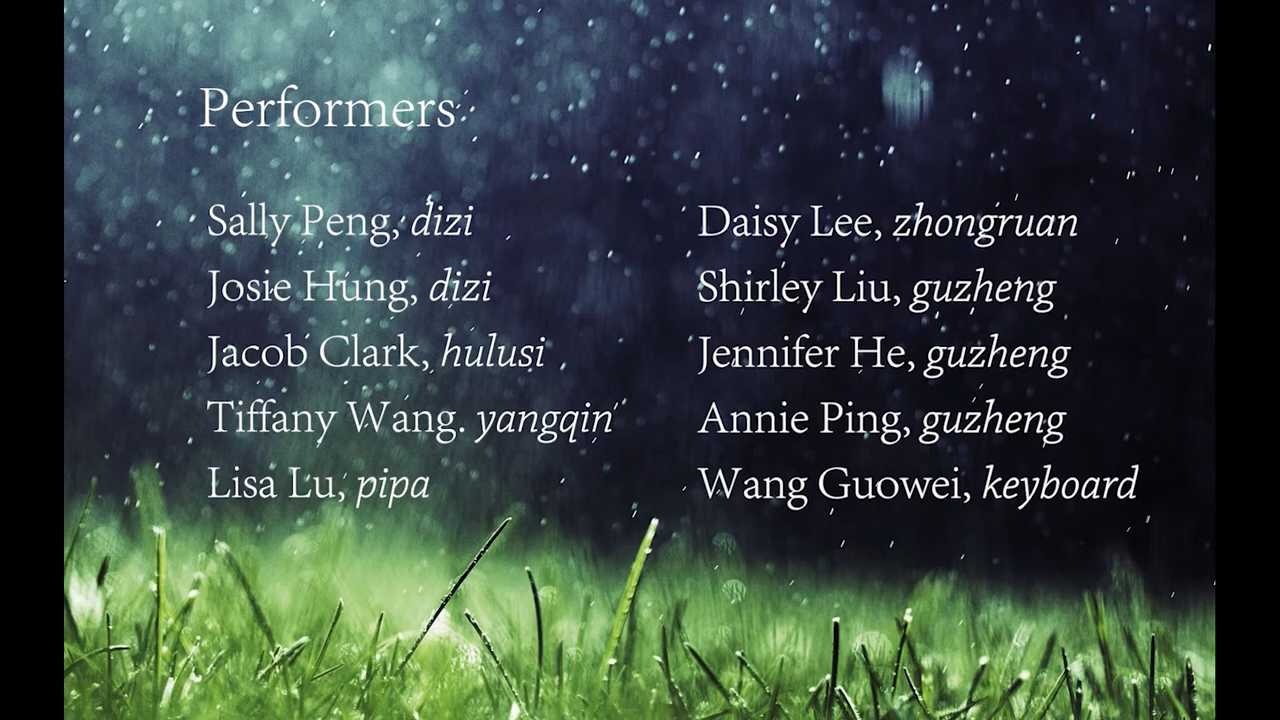 Performers
Sally Peng, dizi
Josie Hung, dizi
Jacob Clark, hulusi
Tiffany Wang. yangqin
Lisa Lu, pipa
Daisy Lee, zhongruan
Shirley Liu, guzheng
Jennifer He, guzheng
Annie Ping, guzheng
Wang Guowei, keyboard